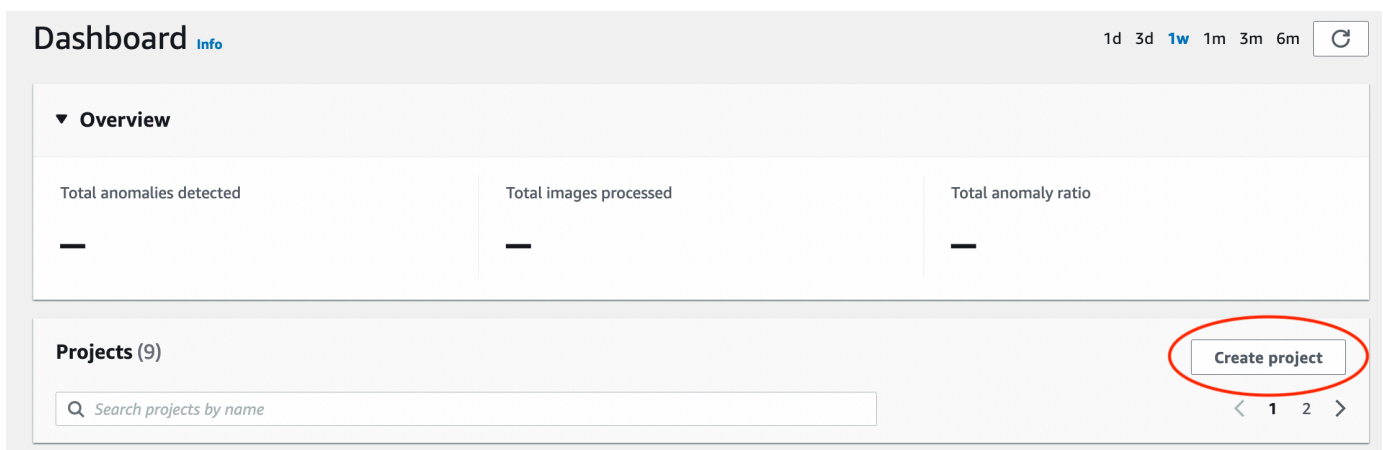 Dashboard Info
1d 3d 1w 1m 3m 6m
Overview
Total anomalies detected
Total images processed
Total anomaly ratio
–
–
–
Projects (9)
Create project
Search projects by name
1 2